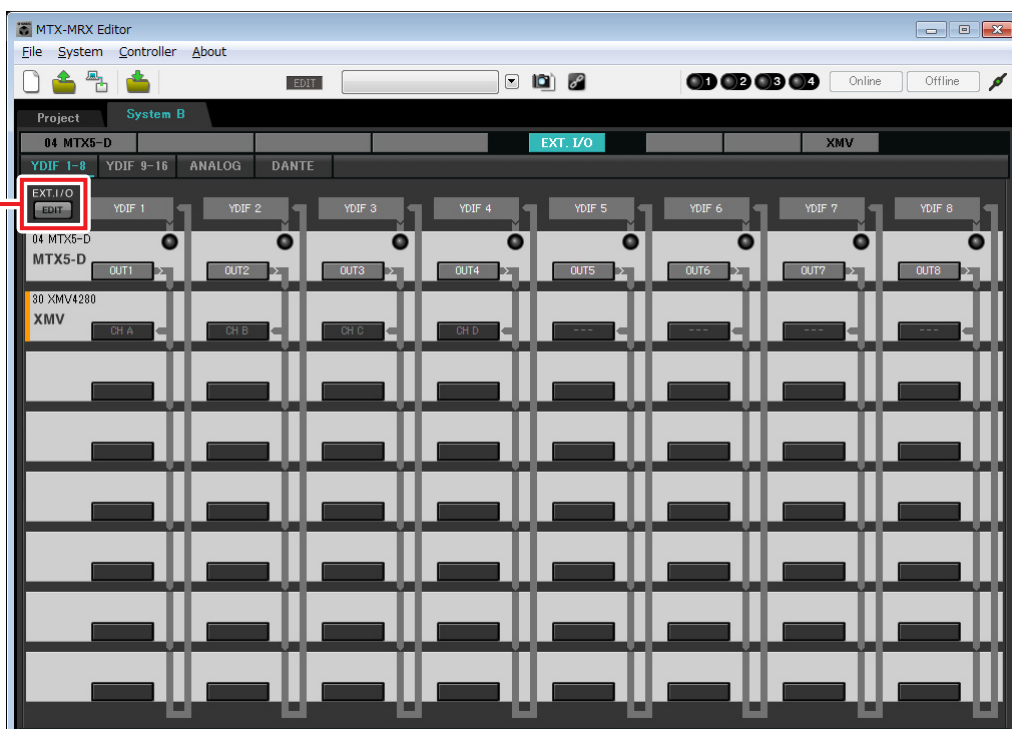 MTX-MRX Editor
File System Controller About
EDIT 1 2 3 4 Online Offline
Project System B
04 MTX5-D EXT. I/O XMV
YDIF 1-8 YDIF 9-16 ANALOG DANTE
EXT.I/O
EDIT YDIF 1 YDIF 2 YDIF 3 YDIF 4 YDIF 5 YDIF 6 YDIF 7 YDIF 8
04 MTX5-D
MTX5-D
OUT1 OUT2 OUT3 OUT4 OUT5 OUT6 OUT7 OUT8
80 XMV4280
XMV
CH A CH B CH C CH D --- --- --- ---